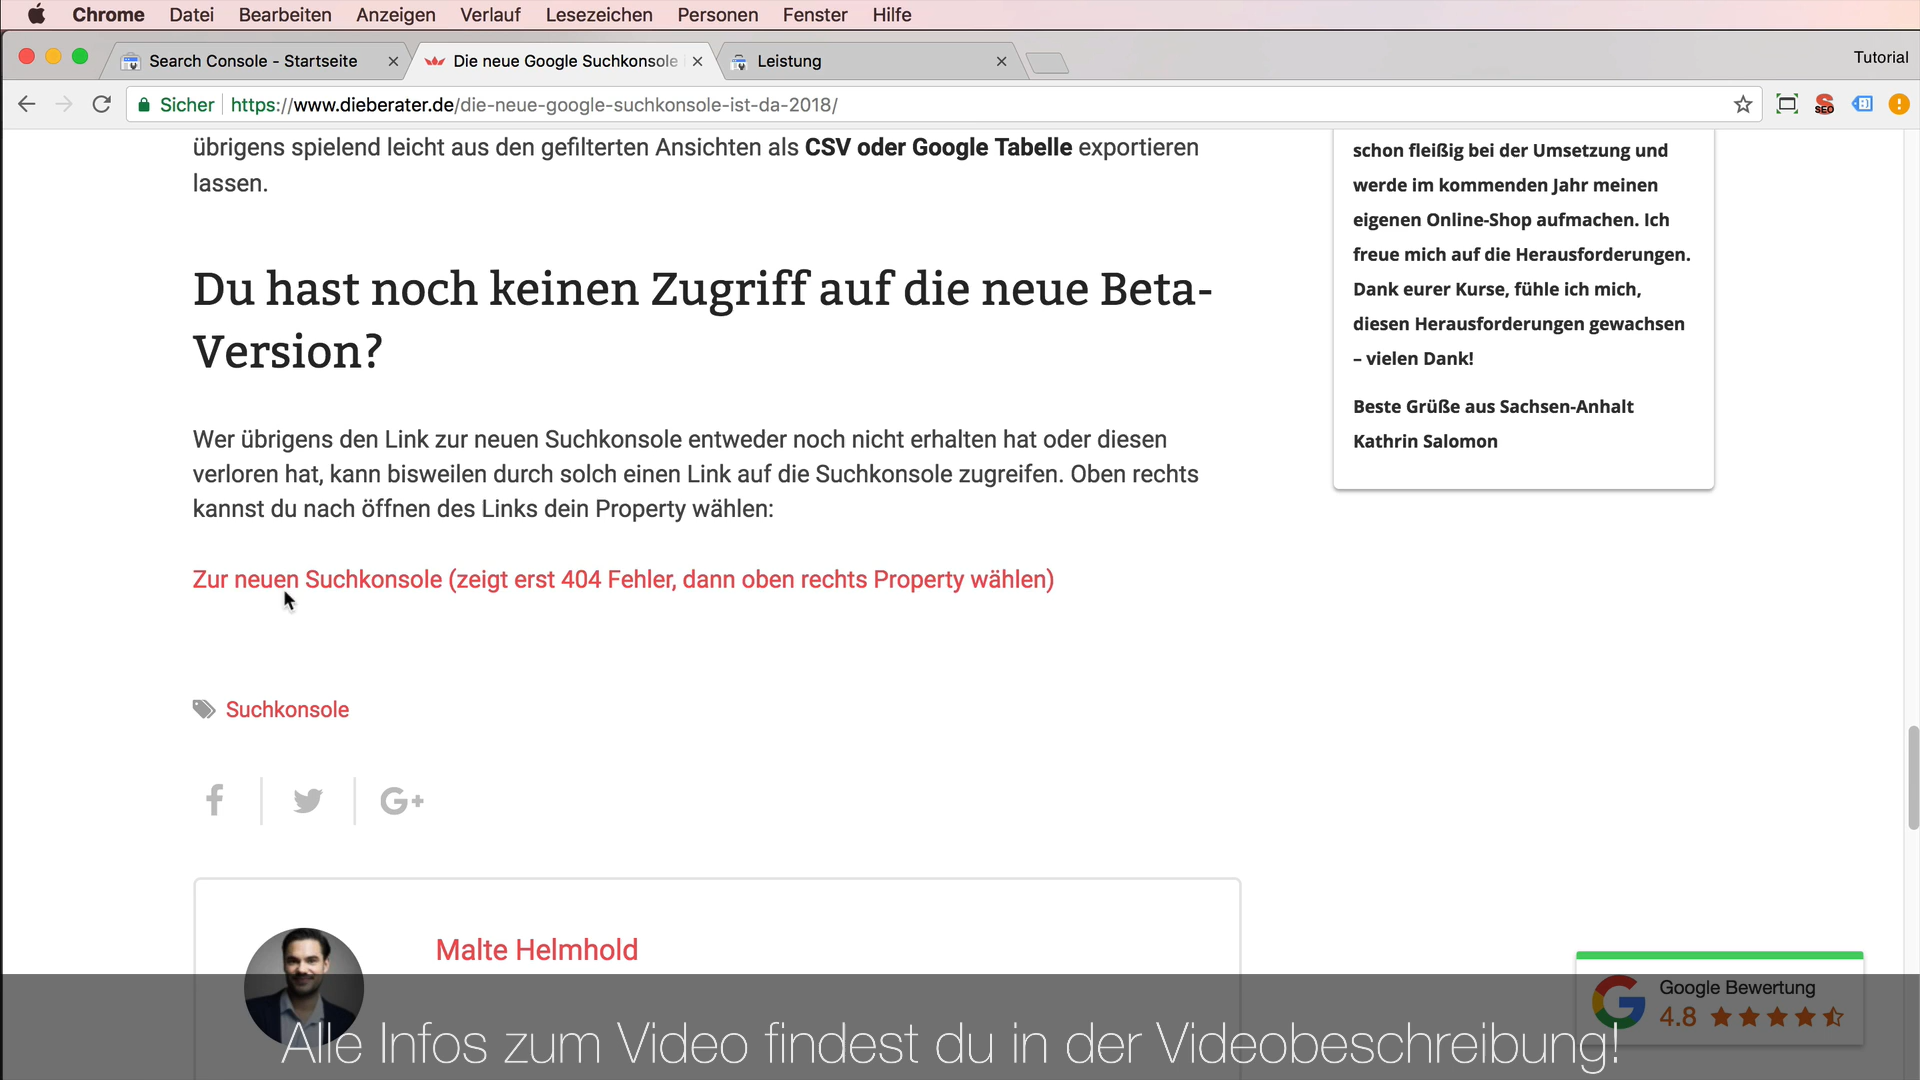 Chrome Datei Bearbeiten Anzeigen Verlauf Lesezeichen Personen Fenster Hilfe
Search Console - Startseite
Die neue Google Suchkonsole
Leistung
Tutorial
Sicher https://www.dieberater.de/die-neue-google-suchkonsole-ist-da-2018/
SEO
übrigens spielend leicht aus den gefilterten Ansichten als CSV oder Google Tabelle exportieren
lassen.
Du hast noch keinen Zugriff auf die neue Beta-
Version?
Wer übrigens den Link zur neuen Suchkonsole entweder noch nicht erhalten hat oder diesen
verloren hat, kann bisweilen durch solch einen Link auf die Suchkonsole zugreifen. Oben rechts
kannst du nach öffnen des Links dein Property wählen:
Zur neuen Suchkonsole (zeigt erst 404 Fehler, dann oben rechts Property wählen)
Suchkonsole
G+
Malte Helmhold
schon fleißig bei der Umsetzung und
werde im kommenden Jahr meinen
eigenen Online-Shop aufmachen. Ich
freue mich auf die Herausforderungen.
Dank eurer Kurse, fühle ich mich,
diesen Herausforderungen gewachsen
– vielen Dank!
Beste Grüße aus Sachsen-Anhalt
Kathrin Salomon
Google Bewertung
4.8
Alle Infos zum Video findest du in der Videobeschreibung!